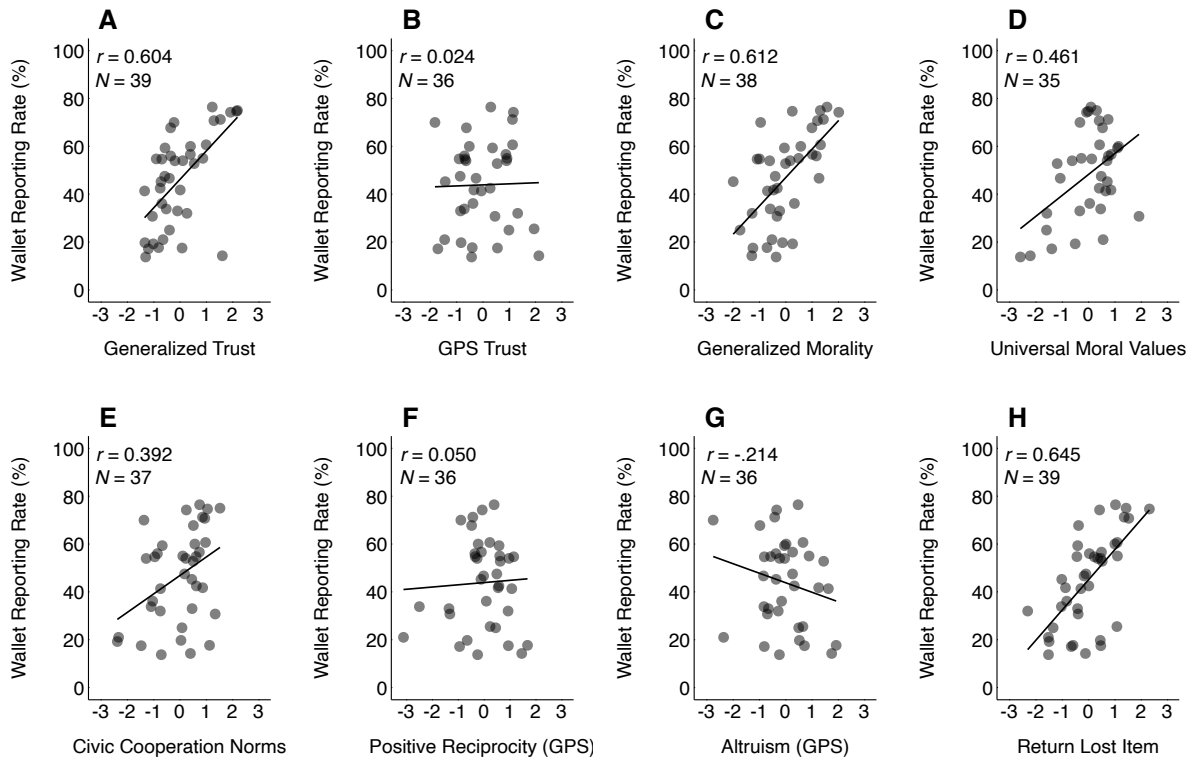 A
Wallet Reporting Rate (%)
100
80
60
40
20
0
r = 0.604
N = 39
-3 -2 -1 0 1 2 3
Generalized Trust
B
Wallet Reporting Rate (%)
100
80
60
40
20
0
r = 0.024
N = 36
-3 -2 -1 0 1 2 3
GPS Trust
C
Wallet Reporting Rate (%)
100
80
60
40
20
0
r = 0.612
N = 38
-3 -2 -1 0 1 2 3
Generalized Morality
D
Wallet Reporting Rate (%)
100
80
60
40
20
0
r = 0.461
N = 35
-3 -2 -1 0 1 2 3
Universal Moral Values
E
Wallet Reporting Rate (%)
100
80
60
40
20
0
r = 0.392
N = 37
-3 -2 -1 0 1 2 3
Civic Cooperation Norms
F
Wallet Reporting Rate (%)
100
80
60
40
20
0
r = 0.050
N = 36
-3 -2 -1 0 1 2 3
Positive Reciprocity (GPS)
G
Wallet Reporting Rate (%)
100
80
60
40
20
0
r = -.214
N = 36
-3 -2 -1 0 1 2 3
Altruism (GPS)
H
Wallet Reporting Rate (%)
100
80
60
40
20
0
r = 0.645
N = 39
-3 -2 -1 0 1 2 3
Return Lost Item